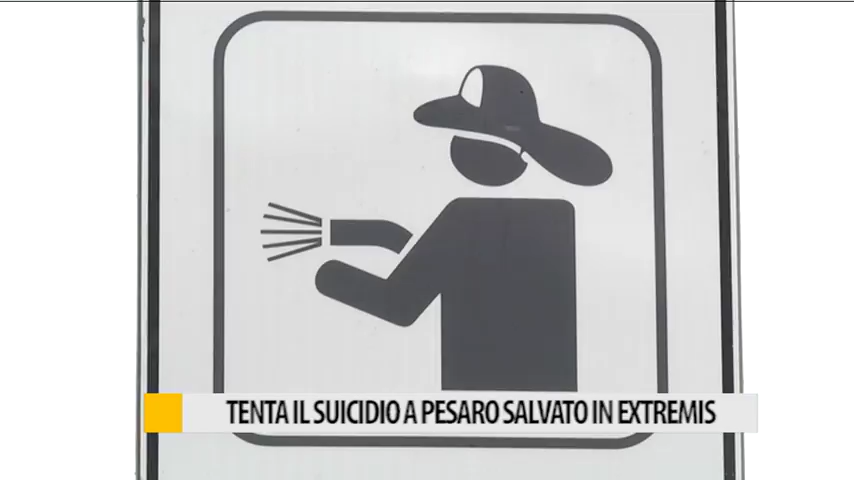 TENTA IL SUICIDIO A PESARO SALVATO IN EXTREMIS